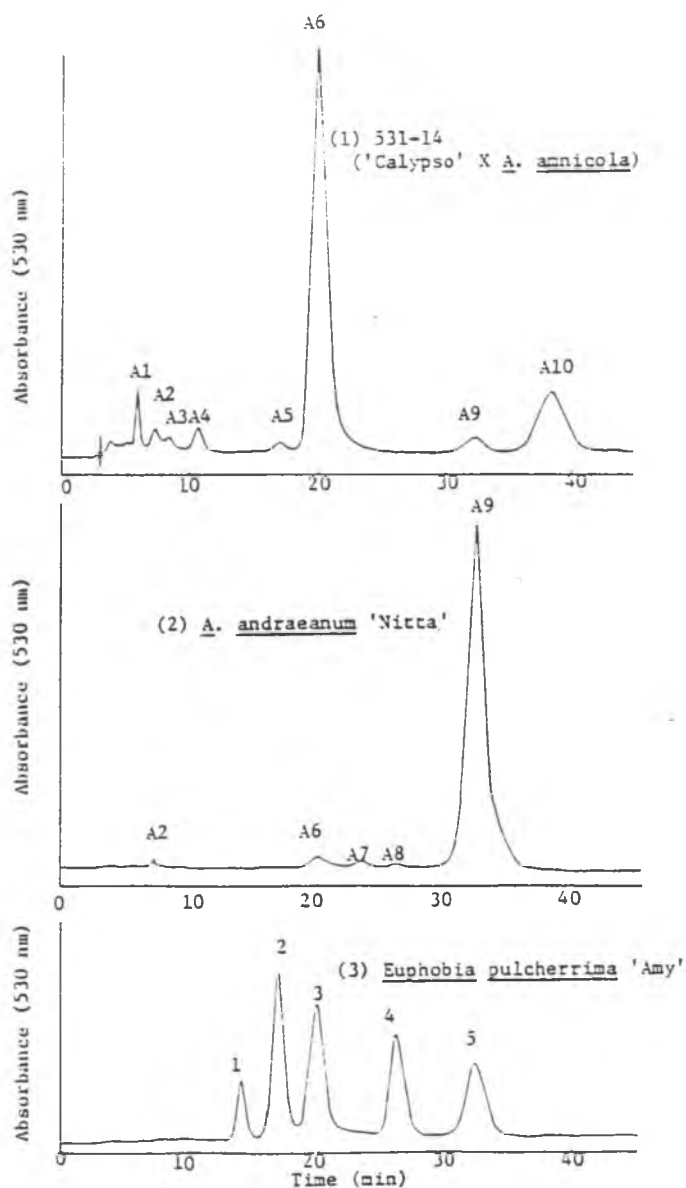 A6
(1) 531-14
('Calypso' X A. amnicola)
Absorbance (530 nm)
A1
A2
A3 A4
A5
A9
A10
0 10 20 30 40
A9
(2) A. andraeanum 'Nitta'
Absorbance (530 nm)
A2
A6
A7
A8
0 10 20 30 40
(3) Euphobia pulcherrima 'Amy'
Absorbance (530 nm)
1
2
3
4
5
0 10 20 30 40
Time (min)